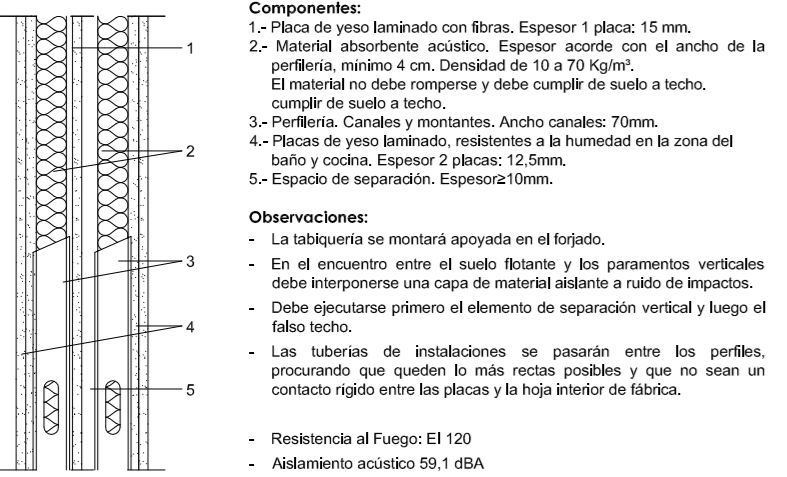 Componentes:
1.- Placa de yeso laminado con fibras. Espesor 1 placa: 15 mm.
2.- Material absorbente acústico. Espesor acorde con el ancho de la
perfilería, mínimo 4 cm. Densidad de 10 a 70 Kg/m³.
El material no debe romperse y debe cumplir de suelo a techo.
cumplir de suelo a techo.
3.- Perfilería. Canales y montantes. Ancho canales: 70mm.
4.- Placas de yeso laminado, resistentes a la humedad en la zona del
baño y cocina. Espesor 2 placas: 12,5mm.
5.- Espacio de separación. Espesor≥10mm.
Observaciones:
- La tabiquería se montará apoyada en el forjado.
- En el encuentro entre el suelo flotante y los paramentos verticales
debe interponerse una capa de material aislante a ruido de impactos.
- Debe ejecutarse primero el elemento de separación vertical y luego el
falso techo.
- Las tuberías de instalaciones se pasarán entre los perfiles,
procurando que queden lo más rectas posibles y que no sean un
contacto rígido entre las placas y la hoja interior de fábrica.
- Resistencia al Fuego: EI 120
- Aislamiento acústico 59,1 dBA
1
2
3
4
5